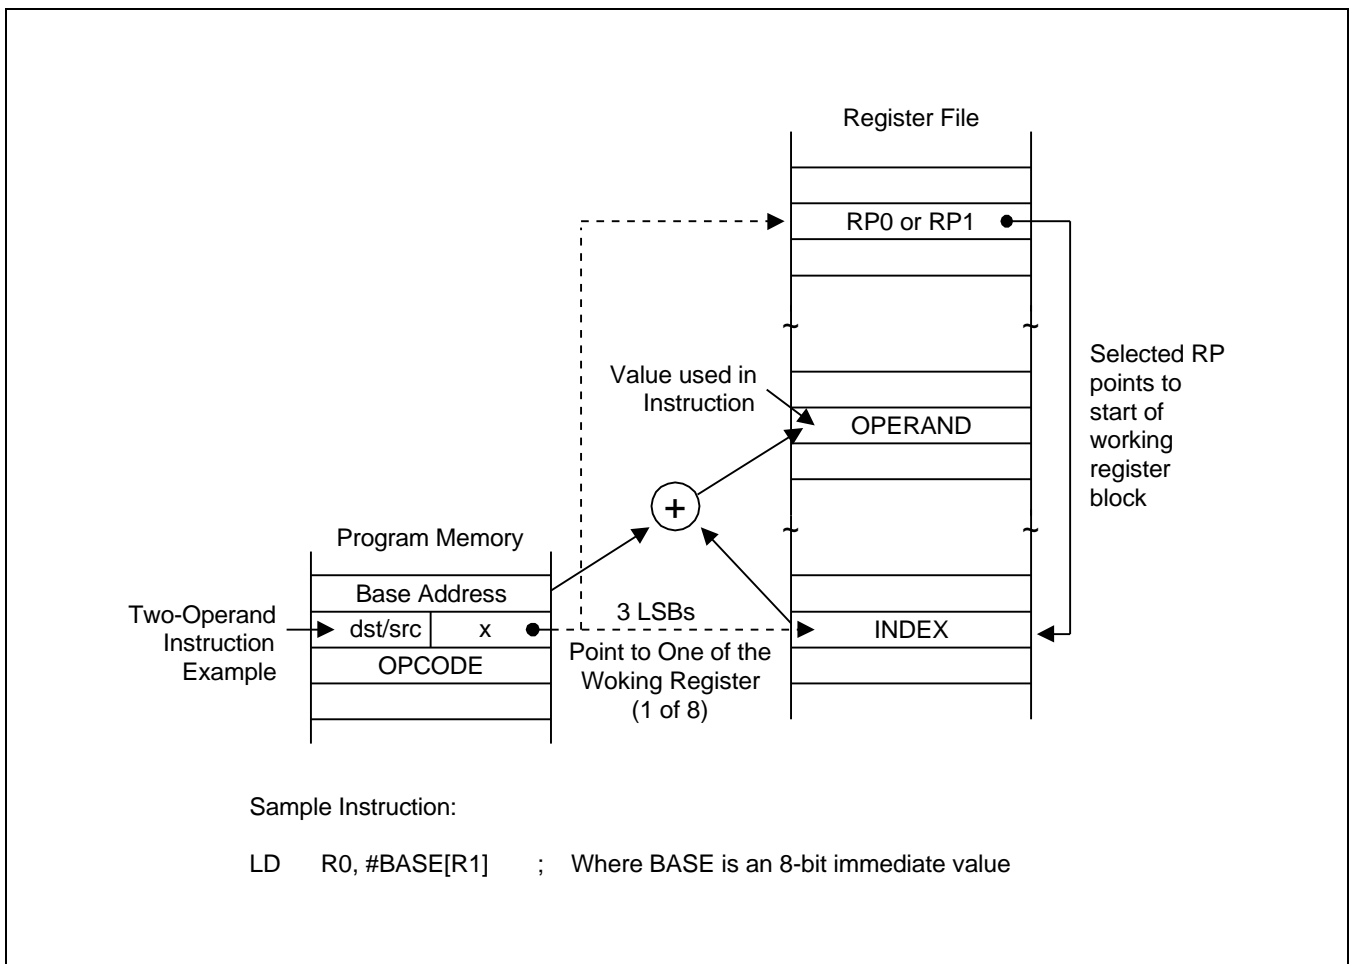 Register File
RP0 or RP1
Selected RP
points to
start of
working
register
block
Value used in
Instruction
OPERAND
+
Program Memory
Base Address
Two-Operand
Instruction
Example
dst/src
x
3 LSBs
INDEX
OPCODE
Point to One of the
Woking Register
(1 of 8)
Sample Instruction:
LD R0, #BASE[R1] ; Where BASE is an 8-bit immediate value